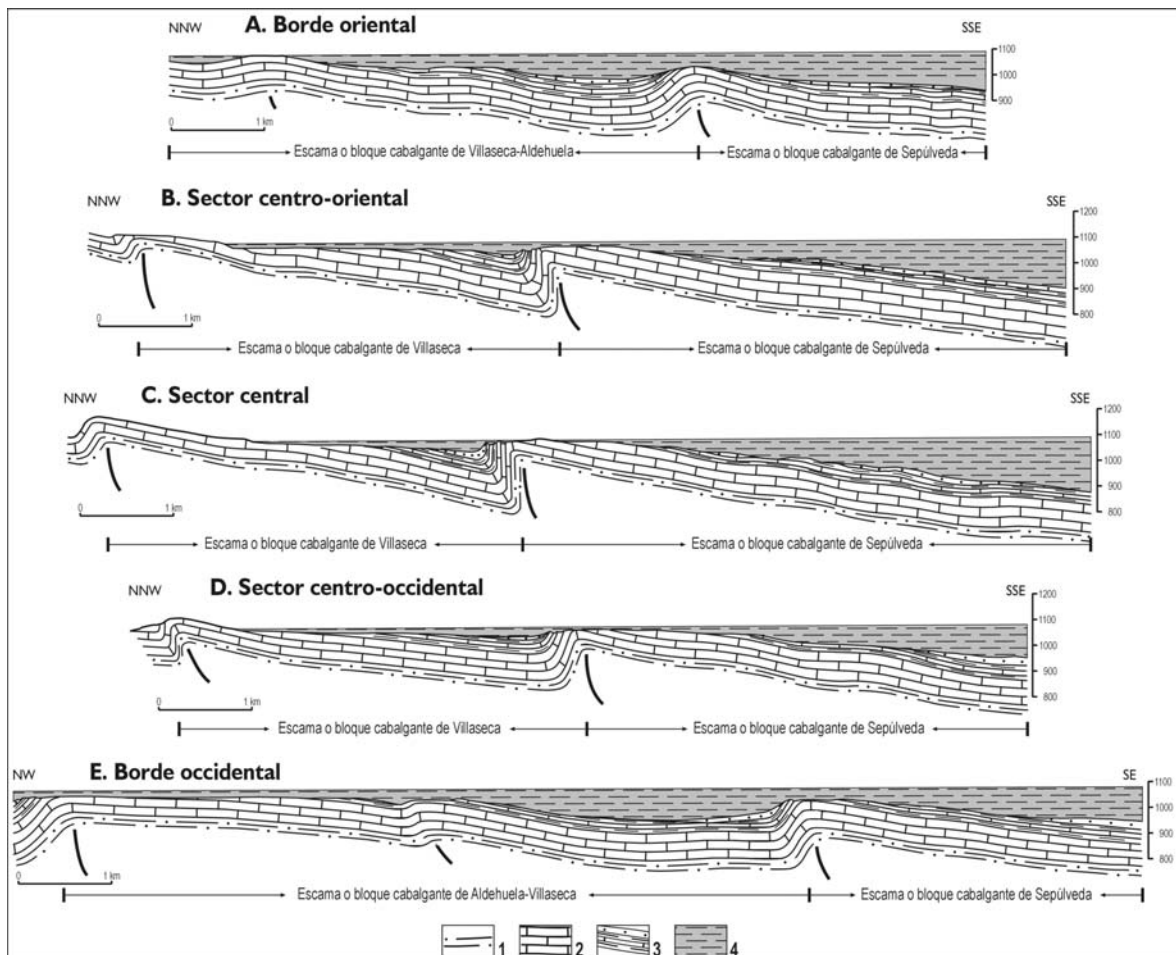 A. Borde oriental
NNW SSE
1100
1000
900
0 1 km
Escama o bloque cabalgante de Villaseca-Aldehuela Escama o bloque cabalgante de Sepúlveda
B. Sector centro-oriental
NNW SSE
1200
1100
1000
900
800
0 1 km
Escama o bloque cabalgante de Villaseca Escama o bloque cabalgante de Sepúlveda
C. Sector central
NNW SSE
1200
1100
1000
900
800
0 1 km
Escama o bloque cabalgante de Villaseca Escama o bloque cabalgante de Sepúlveda
D. Sector centro-occidental
NNW SSE
1200
1100
1000
900
800
0 1 km
Escama o bloque cabalgante de Villaseca Escama o bloque cabalgante de Sepúlveda
E. Borde occidental
NW SE
1100
1000
900
800
0 1 km
Escama o bloque cabalgante de Aldehuela-Villaseca Escama o bloque cabalgante de Sepúlveda
1 2 3 4